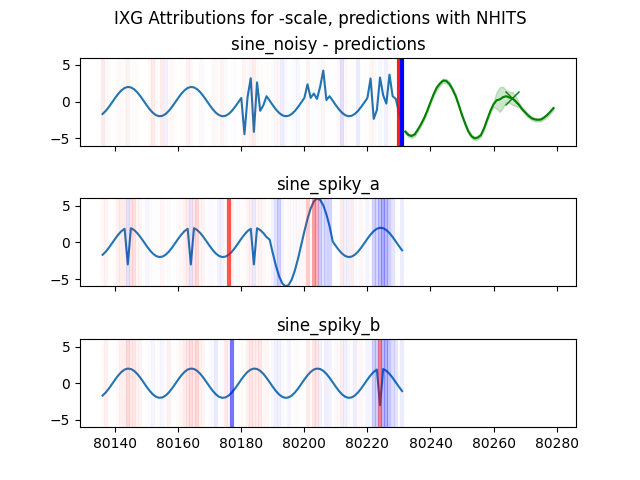 IXG Attributions for -scale, predictions with NHITS
sine_noisy - predictions
5
0
−5
sine_spiky_a
5
0
−5
sine_spiky_b
5
0
−5
80140 80160 80180 80200 80220 80240 80260 80280